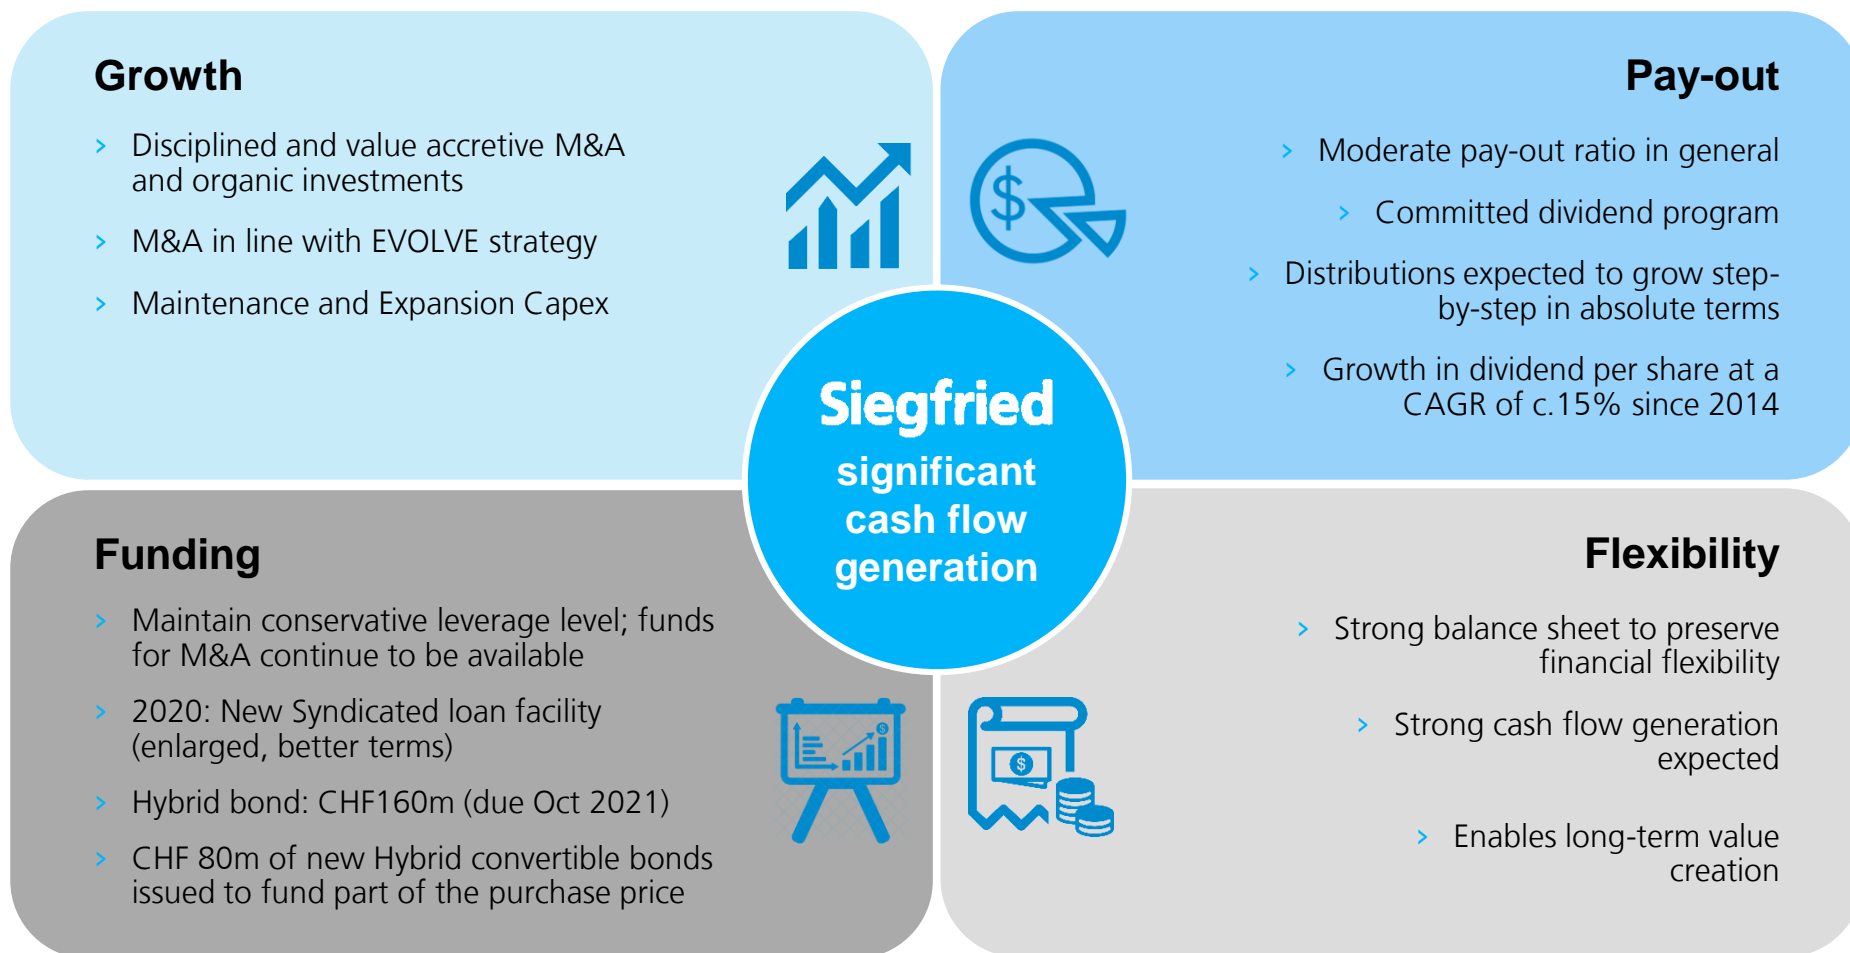 Growth
› Disciplined and value accretive M&A
and organic investments
› M&A in line with EVOLVE strategy
› Maintenance and Expansion Capex
Pay-out
› Moderate pay-out ratio in general
› Committed dividend program
› Distributions expected to grow step-
by-step in absolute terms
› Growth in dividend per share at a
CAGR of c.15% since 2014
$
Siegfried
significant
cash flow
generation
Funding
› Maintain conservative leverage level; funds
for M&A continue to be available
› 2020: New Syndicated loan facility
(enlarged, better terms)
› Hybrid bond: CHF160m (due Oct 2021)
› CHF 80m of new Hybrid convertible bonds
issued to fund part of the purchase price
$
Flexibility
› Strong balance sheet to preserve
financial flexibility
› Strong cash flow generation
expected
› Enables long-term value
creation
$